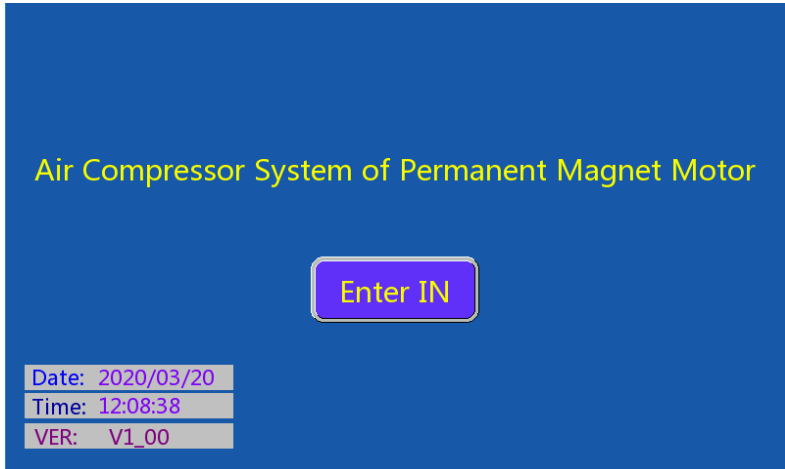 Air Compressor System of Permanent Magnet Motor
Enter IN
Date: 2020/03/20
Time: 12:08:38
VER: V1_00